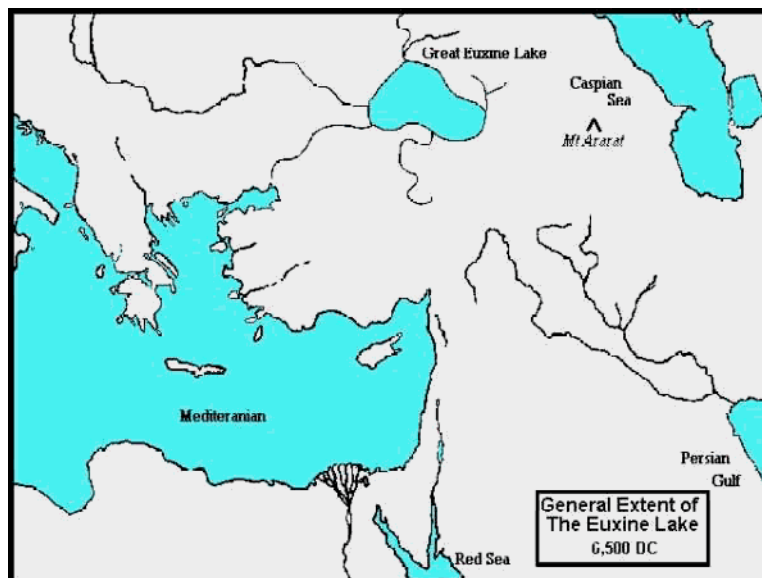 Great Euxine Lake
Caspian
Sea
Mt Ararat
Mediteranian
Persian
Gulf
General Extent of
The Euxine Lake
6,500 DC
Red Sea